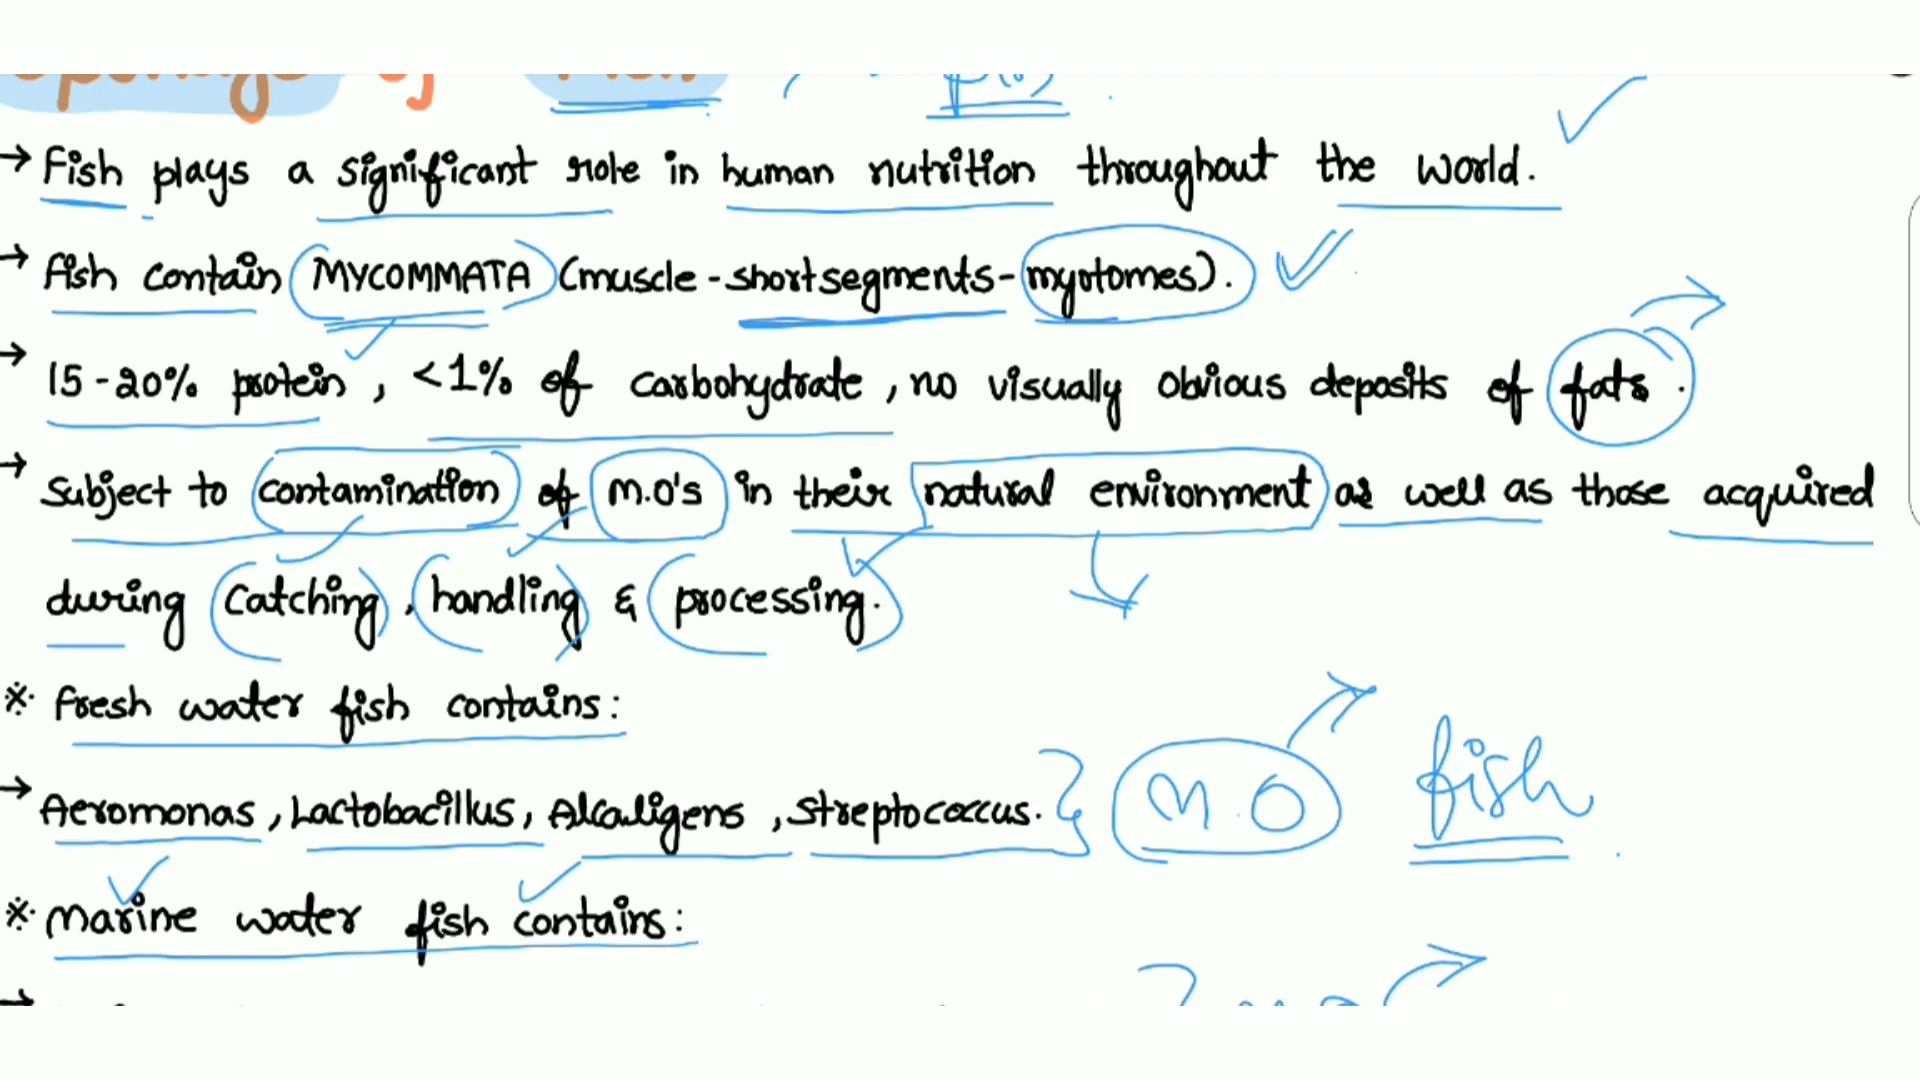 of
→ Fish plays a significant role in human nutrition throughout the world.
→ fish contain MYCOMMATA (muscle-short segments-myotomes).
→ 15-20% protein, <1% of carbohydrate, no visually obvious deposits of fats.
→ Subject to contamination of M.O's in their natural environment as well as those acquired
during catching, handling & processing.
※ fresh water fish contains:
→ Aeromonas, Lactobacillus, Alcaligens, streptococcus. } M.O fish
※ Marine water fish contains: